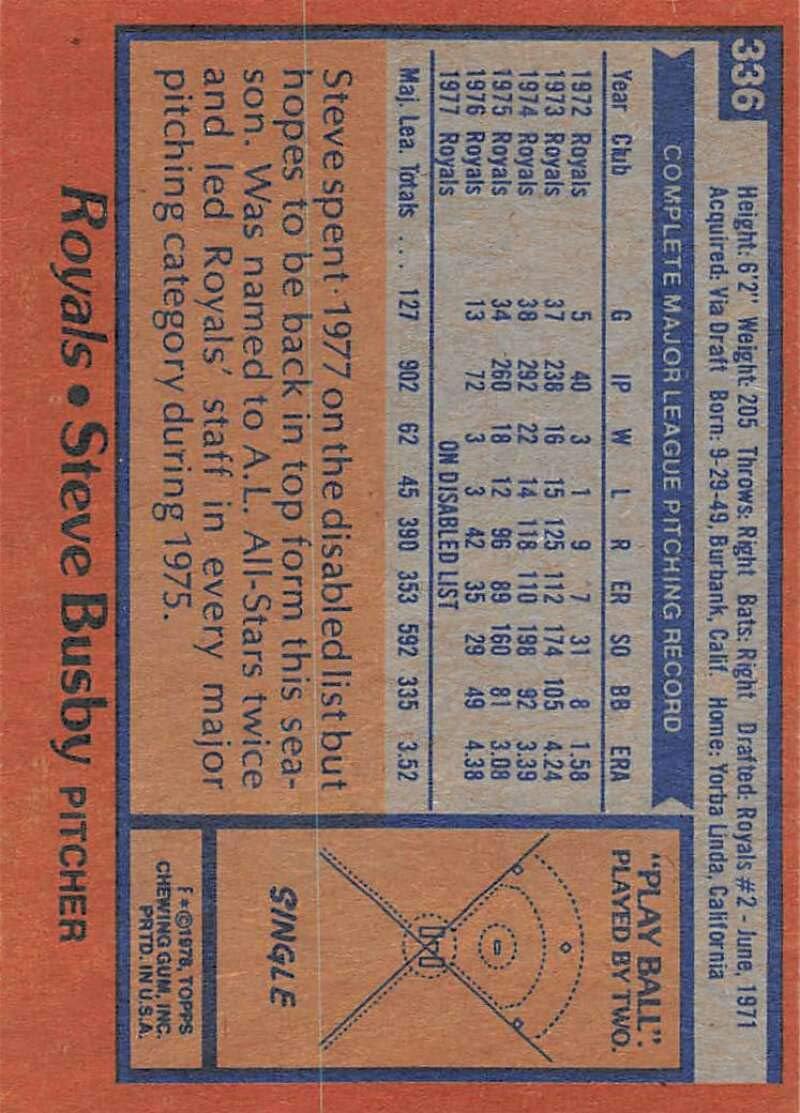 336
Height: 6'2" Weight: 205 Throws: Right Bats: Right Drafted: Royals #2 - June, 1971
Acquired: Via Draft Born: 9-29-49, Burbank, Calif. Home: Yorba Linda, California
COMPLETE MAJOR LEAGUE PITCHING RECORD
Year Club G IP W L R ER SO BB ERA
1972 Royals 5 40 3 1 9 7 31 8 1.58
1973 Royals 37 238 16 15 125 112 174 105 4.24
1974 Royals 38 292 22 14 118 110 198 92 3.39
1975 Royals 34 260 18 12 96 89 160 81 3.08
1976 Royals 13 72 3 3 42 35 29 49 4.38
1977 Royals ON DISABLED LIST
Maj. Lea. Totals .... 127 902 62 45 390 353 592 335 3.52
Steve spent 1977 on the disabled list but
hopes to be back in top form this sea-
son. Was named to A.L. All-Stars twice
and led Royals' staff in every major
pitching category during 1975.
"PLAY BALL"
PLAYED BY TWO.
SINGLE
©1978, TOPPS
CHEWING GUM, INC.
PRTD. IN U.S.A.
Royals • Steve Busby PITCHER